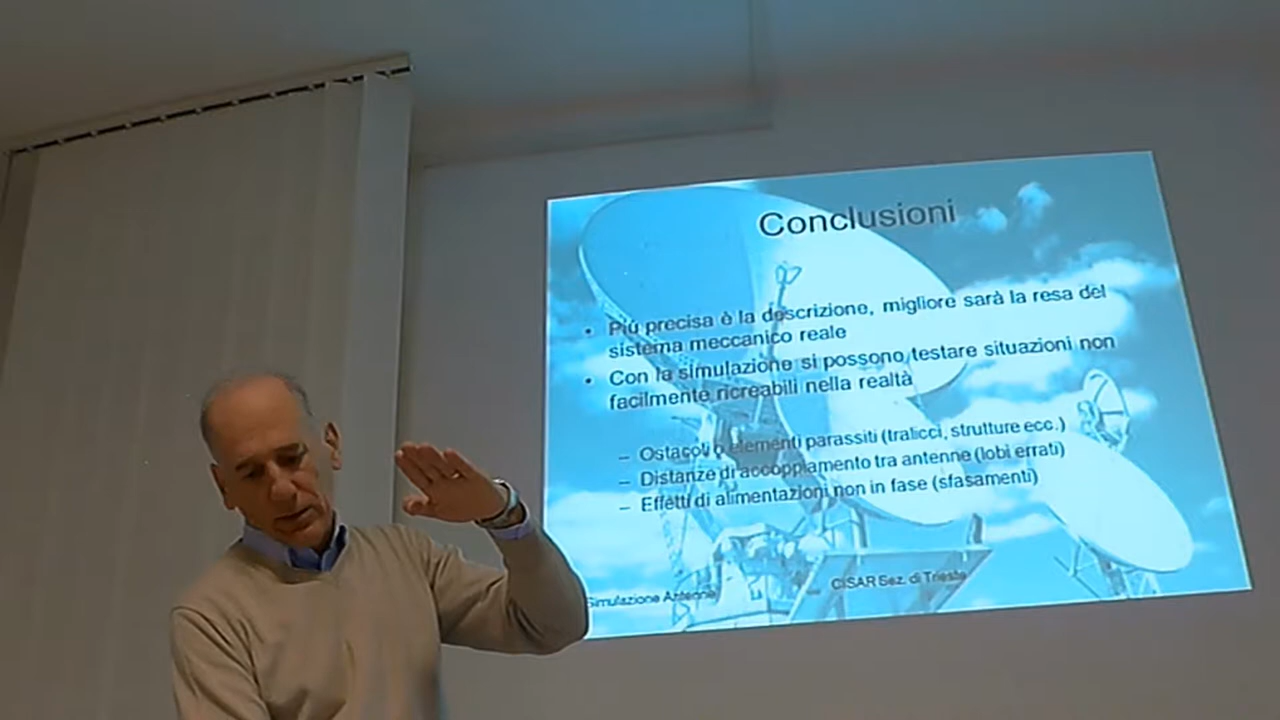 Conclusioni
• Più precisa è la descrizione, migliore sarà la resa del
sistema meccanico reale
• Con la simulazione si possono testare situazioni non
facilmente ricreabili nella realtà
– Ostacoli o elementi parassiti (tralicci, strutture ecc.)
– Distanze di accoppiamento tra antenne (lobi errati)
– Effetti di alimentazioni non in fase (sfasamenti)
Simulazione Antenne
CISAR Sez. di Trieste